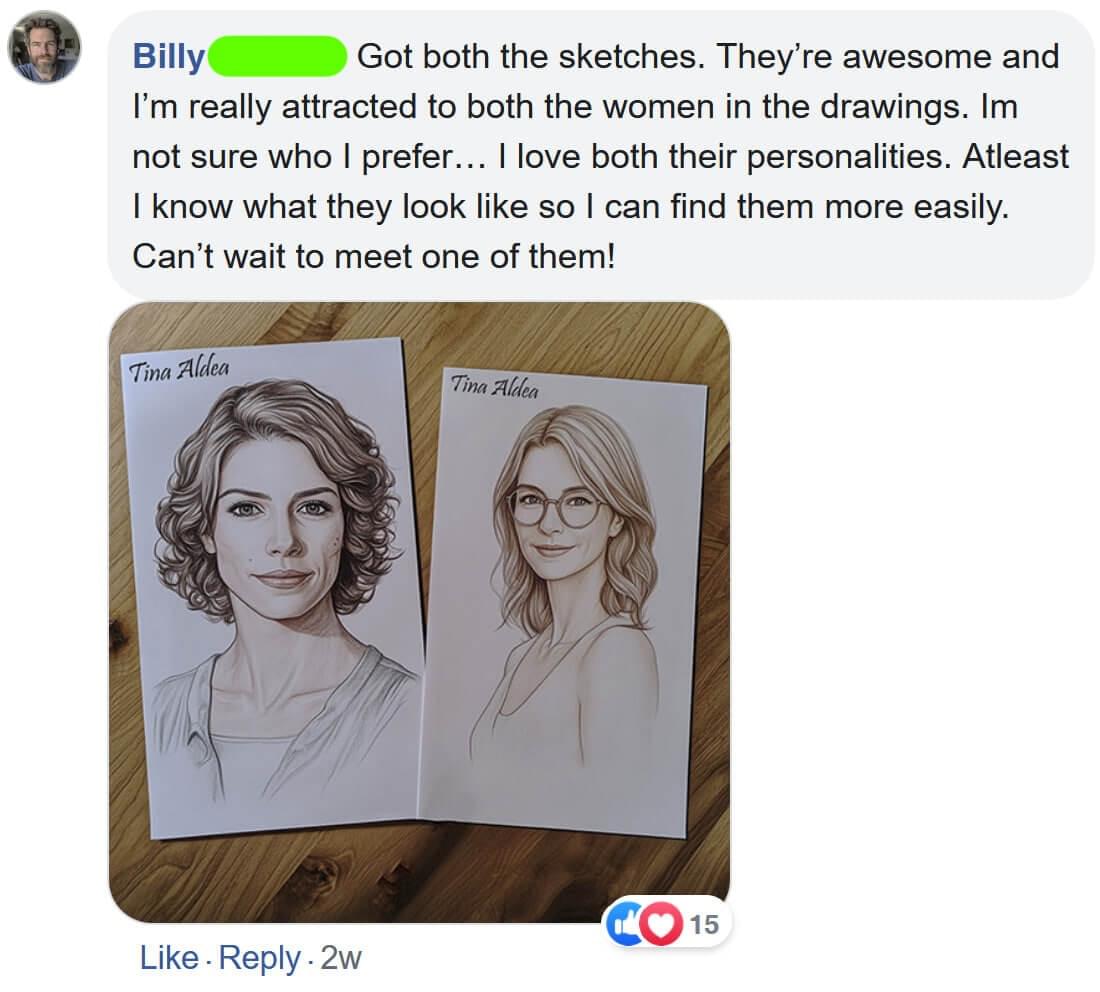 Billy Got both the sketches. They’re awesome and
I’m really attracted to both the women in the drawings. Im
not sure who I prefer… I love both their personalities. Atleast
I know what they look like so I can find them more easily.
Can’t wait to meet one of them!
Tina Aldea
Tina Aldea
15
Like · Reply · 2w